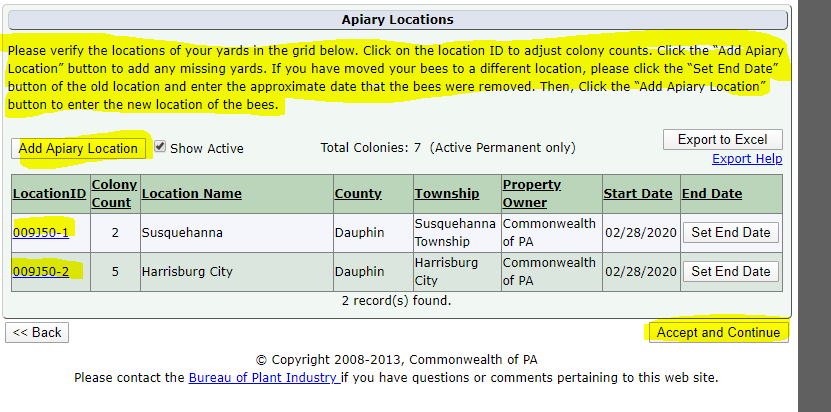 Apiary Locations
Please verify the locations of your yards in the grid below. Click on the location ID to adjust colony counts. Click the “Add Apiary
Location” button to add any missing yards. If you have moved your bees to a different location, please click the “Set End Date”
button of the old location and enter the approximate date that the bees were removed. Then, Click the “Add Apiary Location”
button to enter the new location of the bees.
Add Apiary Location Show Active Total Colonies: 7 (Active Permanent only) Export to Excel
Export Help
LocationID Colony Count Location Name County Township Property Owner Start Date End Date
009J50-1 2 Susquehanna Dauphin Susquehanna Township Commonwealth of PA 02/28/2020 Set End Date
009J50-2 5 Harrisburg City Dauphin Harrisburg City Commonwealth of PA 02/28/2020 Set End Date
2 record(s) found.
<< Back Accept and Continue
© Copyright 2008-2013, Commonwealth of PA
Please contact the Bureau of Plant Industry if you have questions or comments pertaining to this web site.